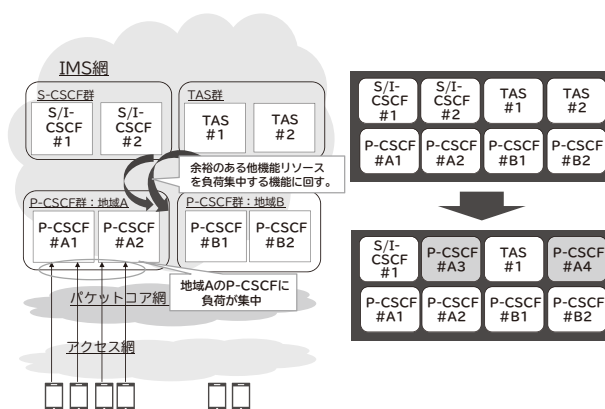 IMS網
S-CSCF群
S/I-
CSCF
#1
S/I-
CSCF
#2
TAS群
TAS
#1
TAS
#2
余裕のある他機能リソース
を負荷集中する機能に回す。
P-CSCF群:地域A
P-CSCF
#A1
P-CSCF
#A2
P-CSCF群:地域B
P-CSCF
#B1
P-CSCF
#B2
地域AのP-CSCFに
負荷が集中
パケットコア網
アクセス網
S/I-
CSCF
#1
S/I-
CSCF
#2
TAS
#1
TAS
#2
P-CSCF
#A1
P-CSCF
#A2
P-CSCF
#B1
P-CSCF
#B2
S/I-
CSCF
#1
P-CSCF
#A3
TAS
#1
P-CSCF
#A4
P-CSCF
#A1
P-CSCF
#A2
P-CSCF
#B1
P-CSCF
#B2